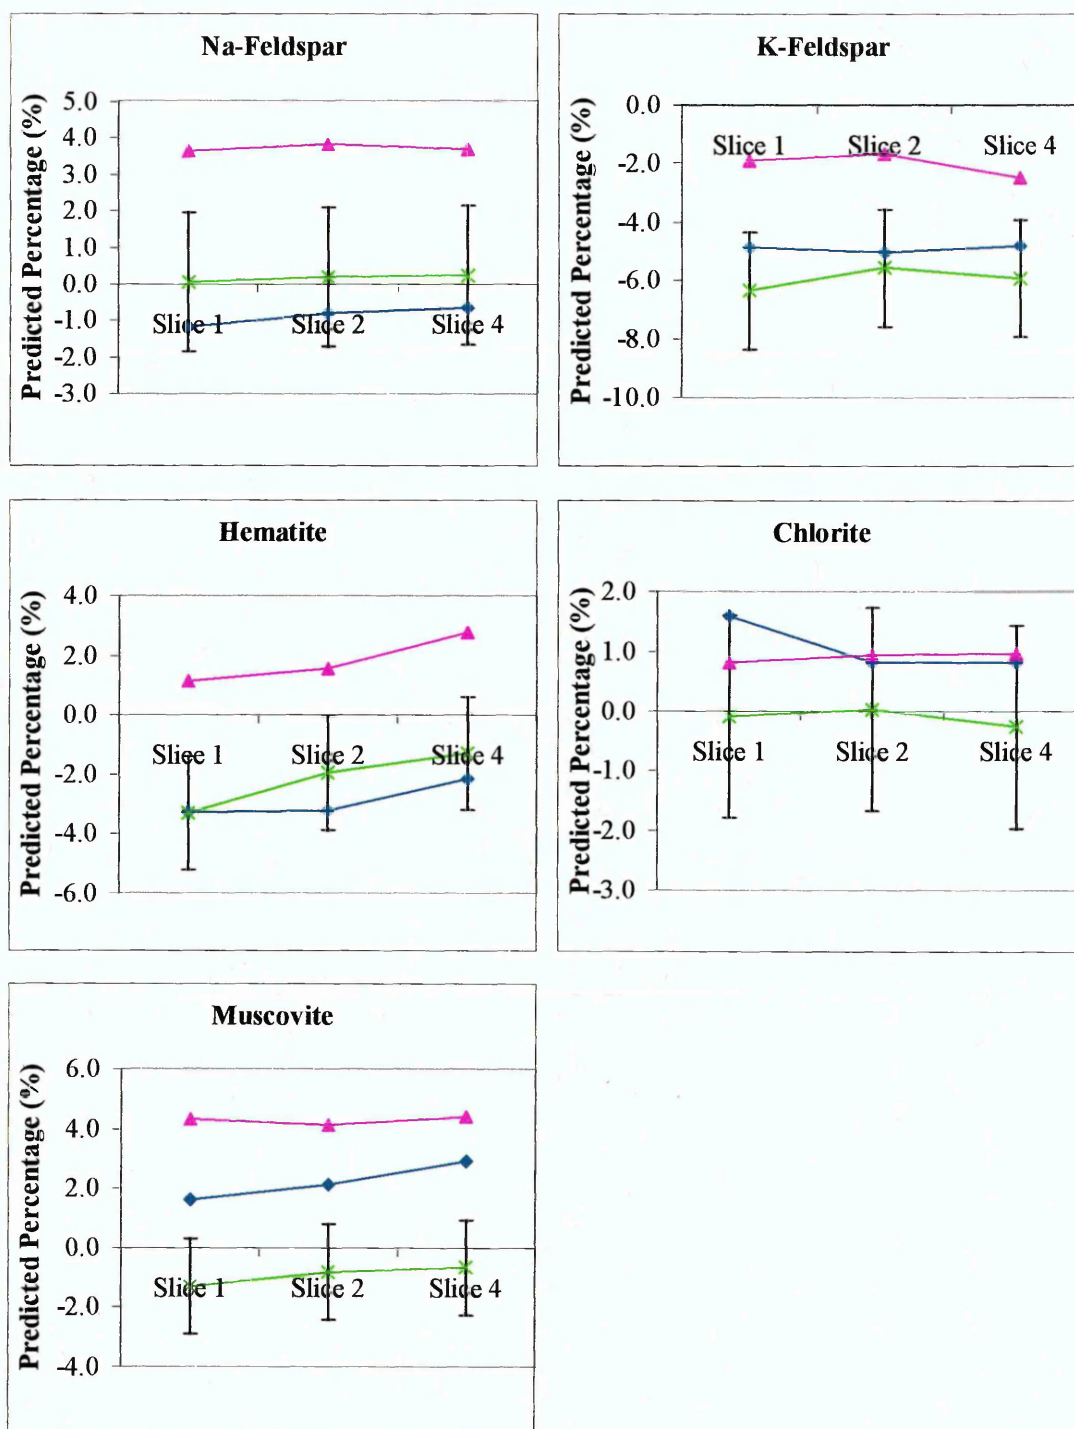 Na-Feldspar
Predicted Percentage (%)
5.0
4.0
3.0
2.0
1.0
0.0
-1.0
-2.0
-3.0
Slice 1
Slice 2
Slice 4
K-Feldspar
Predicted Percentage (%)
0.0
-2.0
-4.0
-6.0
-8.0
-10.0
Slice 1
Slice 2
Slice 4
Hematite
Predicted Percentage (%)
4.0
2.0
0.0
-2.0
-4.0
-6.0
Slice 1
Slice 2
Slice 4
Chlorite
Predicted Percentage (%)
2.0
1.0
0.0
-1.0
-2.0
-3.0
Slice 1
Slice 2
Slice 4
Muscovite
Predicted Percentage (%)
6.0
4.0
2.0
0.0
-2.0
-4.0
Slice 1
Slice 2
Slice 4